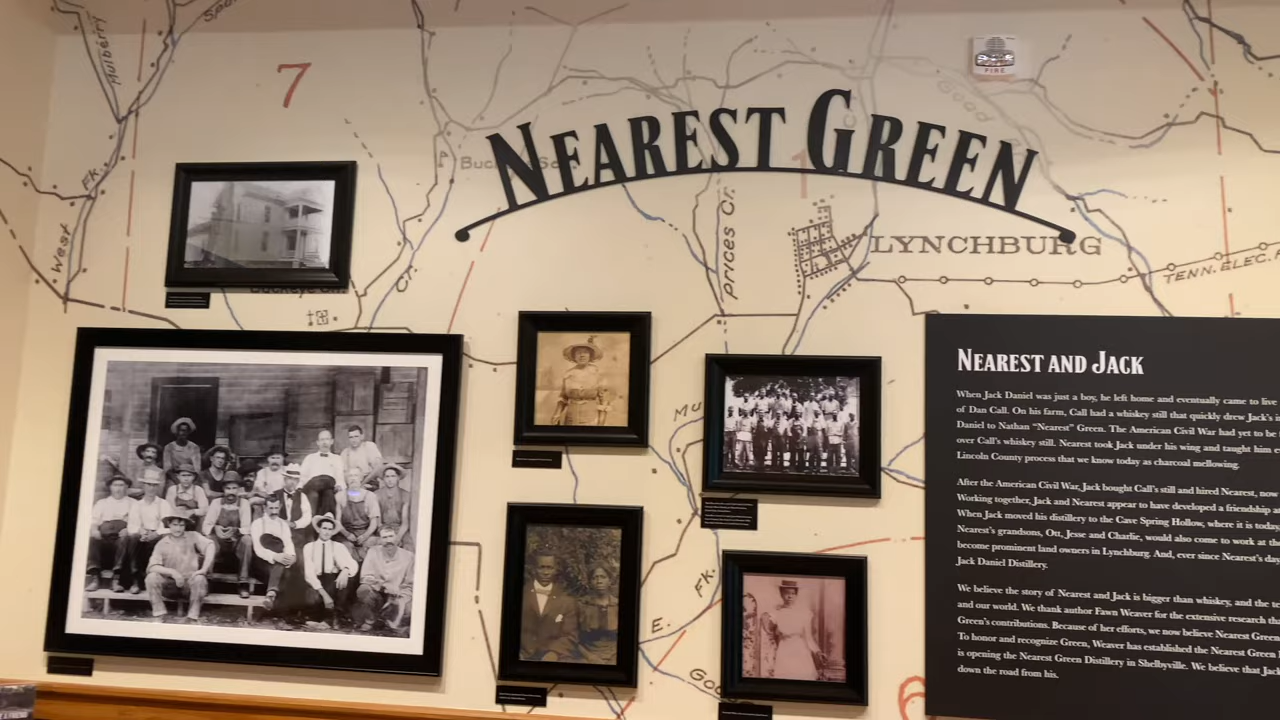 Mulberry
7
FIRE
NEAREST GREEN
Fk.
West
Prices Cr.
LYNCHBURG
TENN. ELEC.
Cr.
Mu
Fk.
E.
NEAREST AND JACK
When Jack Daniel was just a boy, he left home and eventually came to live
of Dan Call. On his farm, Call had a whiskey still that quickly drew Jack's
Daniel to Nathan "Nearest" Green. The American Civil War had yet to be
over Call's whiskey still. Nearest took Jack under his wing and taught him
Lincoln County process that we know today as charcoal mellowing.
After the American Civil War, Jack bought Call's still and hired Nearest, now
Working together, Jack and Nearest appear to have developed a friendship
When Jack moved his distillery to the Cave Spring Hollow, where it is today
Nearest's grandsons, Ott, Jesse and Charlie, would also come to work at the
become prominent land owners in Lynchburg. And, ever since Nearest's
Jack Daniel Distillery.
We believe the story of Nearest and Jack is bigger than whiskey, and the
and our world. We thank author Fawn Weaver for the extensive research
Green's contributions. Because of her efforts, we now believe Nearest Green
To honor and recognize Green, Weaver has established the Nearest Green
is opening the Nearest Green Distillery in Shelbyville. We believe that
down the road from his.